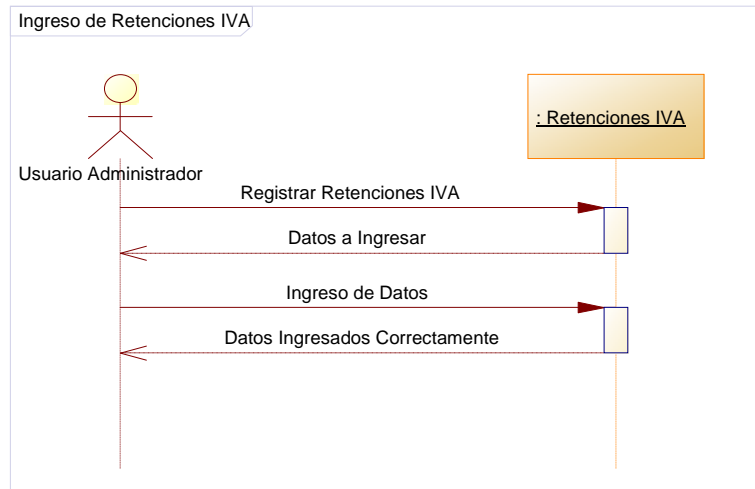 Ingreso de Retenciones IVA
: Retenciones IVA
Usuario Administrador
Registrar Retenciones IVA
Datos a Ingresar
Ingreso de Datos
Datos Ingresados Correctamente